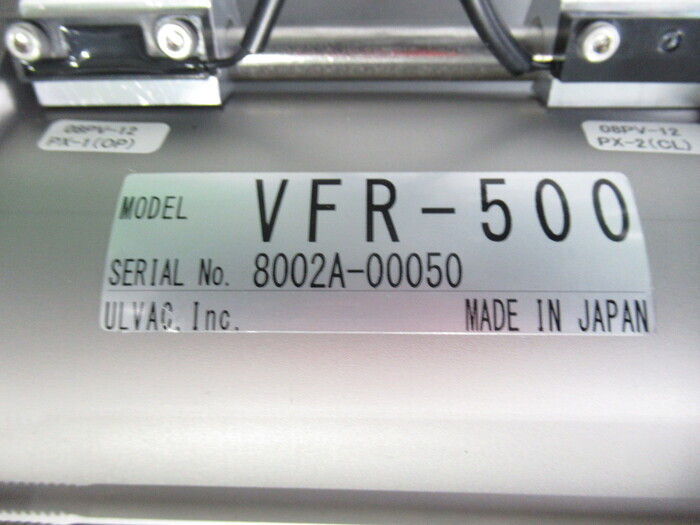 08PV-12
PX-1(OP)
08PV-12
PX-2(CL)
MODEL VFR-500
SERIAL No. 8002A-00050
ULVAC, Inc. MADE IN JAPAN